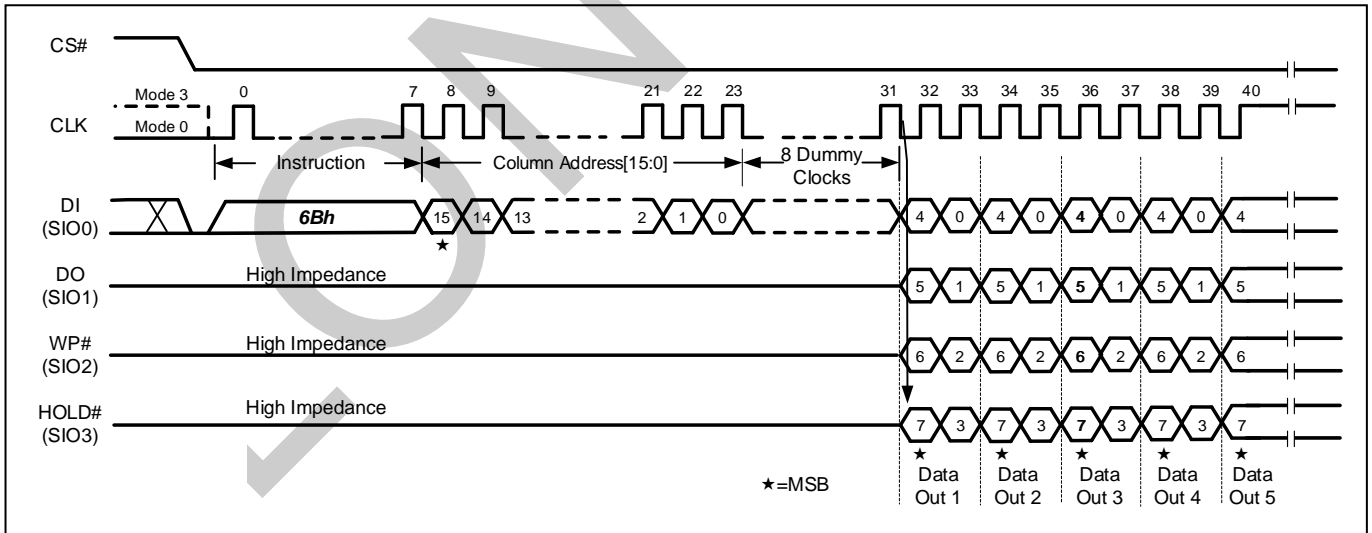 CS#
Mode 3 0 7 8 9 21 22 23 31 32 33 34 35 36 37 38 39 40
CLK Mode 0
Instruction Column Address[15:0] 8 Dummy
Clocks
DI
(SIO0) 6Bh 15 14 13 2 1 0 4 0 4 0 4 0 4 0 4
★
DO
(SIO1) High Impedance 5 1 5 1 5 1 5 1 5
WP#
(SIO2) High Impedance 6 2 6 2 6 2 6 2 6
HOLD#
(SIO3) High Impedance 7 3 7 3 7 3 7 3 7
★ ★ ★ ★ ★
★=MSB
Data Data Data Data Data
Out 1 Out 2 Out 3 Out 4 Out 5